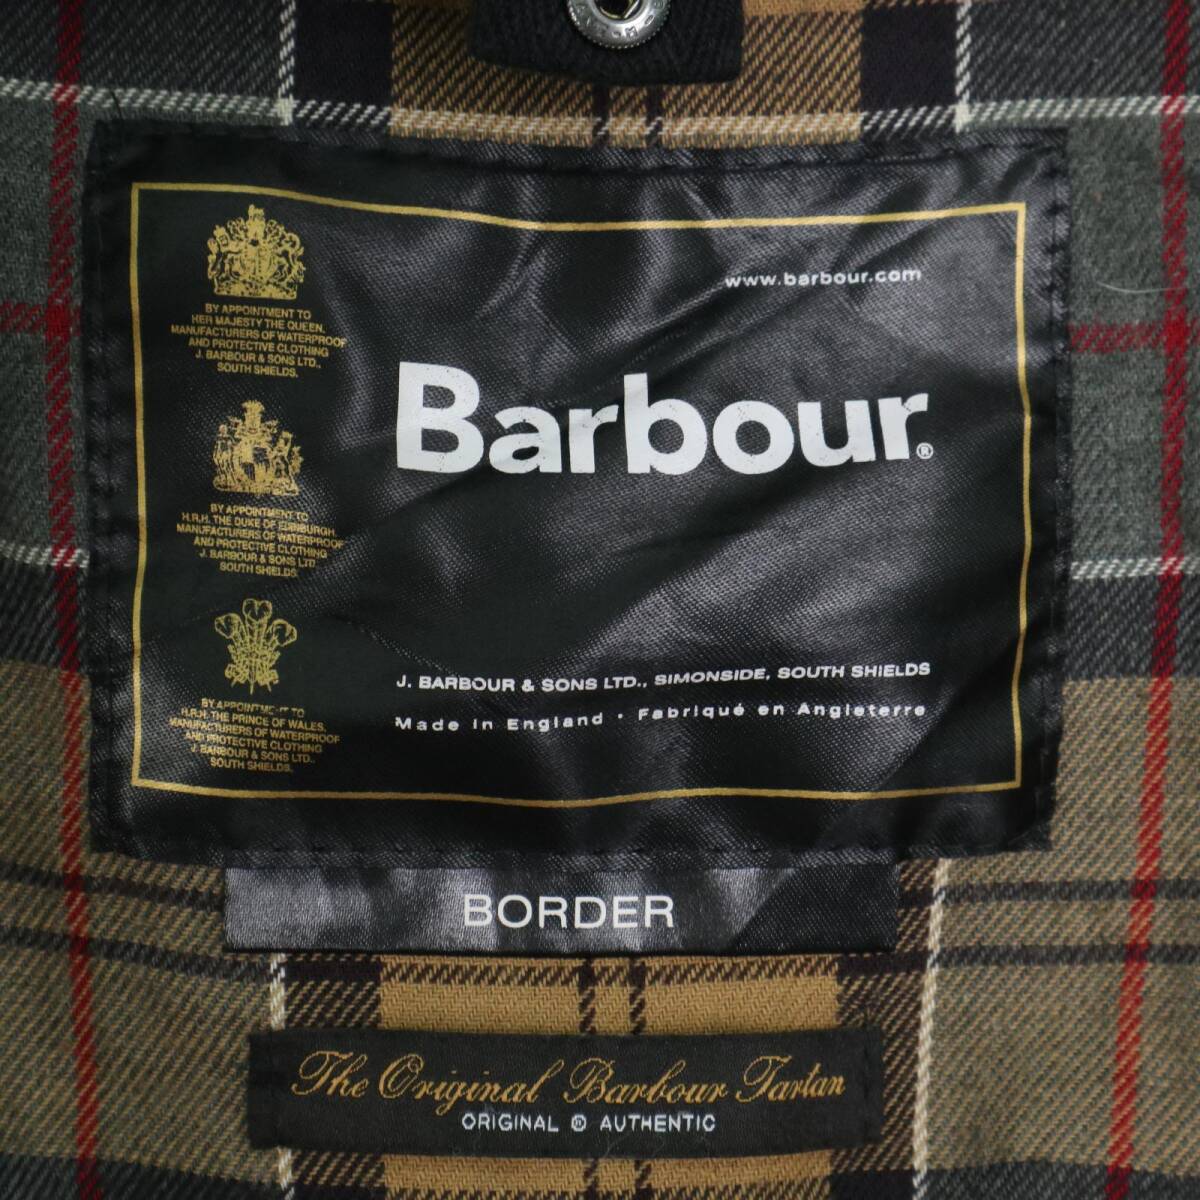 www.barbour.com
Barbour®
BY APPOINTMENT TO
HER MAJESTY THE QUEEN,
MANUFACTURERS OF WATERPROOF
AND PROTECTIVE CLOTHING
J. BARBOUR & SONS LTD.,
SOUTH SHIELDS.
BY APPOINTMENT TO
H.R.H. THE DUKE OF EDINBURGH,
MANUFACTURERS OF WATERPROOF
AND PROTECTIVE CLOTHING
J. BARBOUR & SONS LTD.
SOUTH SHIELDS.
BY APPOINTMENT TO
H.R.H. THE PRINCE OF WALES,
MANUFACTURERS OF WATERPROOF
AND PROTECTIVE CLOTHING
J. BARBOUR & SONS LTD.,
SOUTH SHIELDS.
J. BARBOUR & SONS LTD., SIMONSIDE, SOUTH SHIELDS
Made in England · Fabriqué en Angleterre
BORDER
The Original Barbour Tartan
ORIGINAL ® AUTHENTIC